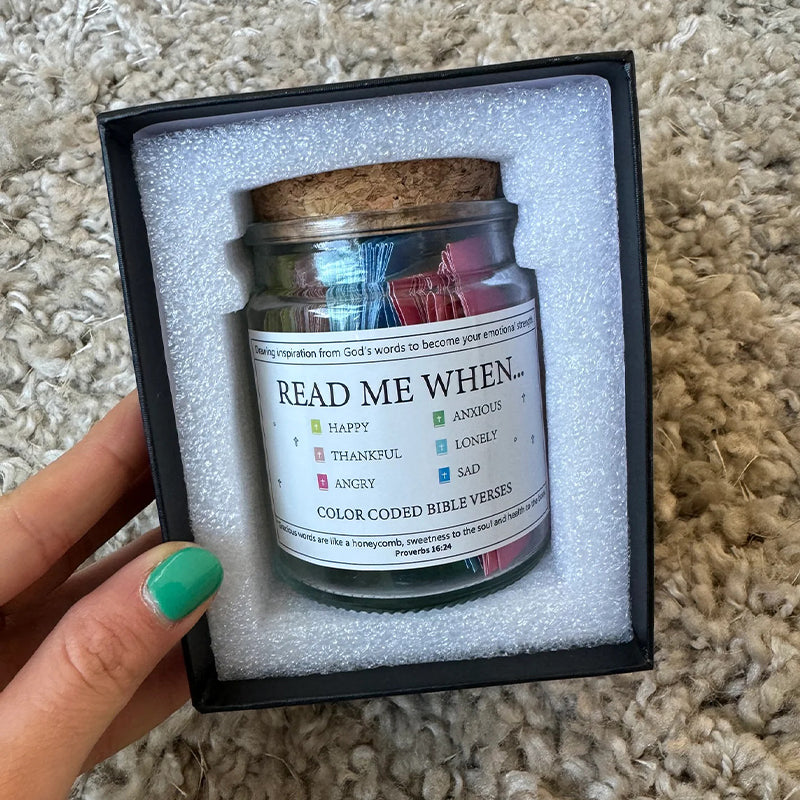 Drawing inspiration from God's words to become your emotional strength
READ ME WHEN...
HAPPY
ANXIOUS
THANKFUL
LONELY
ANGRY
SAD
COLOR CODED BIBLE VERSES
words are like a honeycomb, sweetness to the soul and health to the
Proverbs 16:24